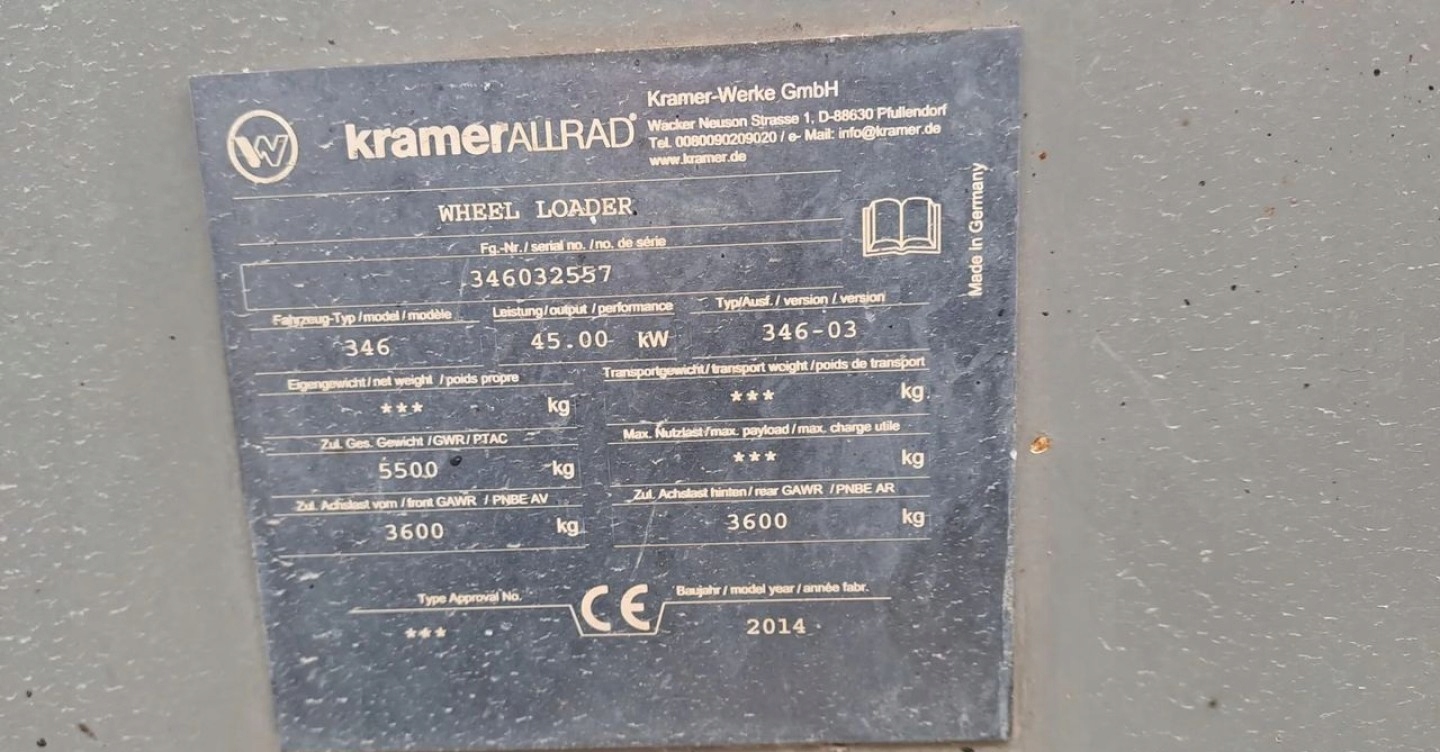 W
kramerALLRAD®
Kramer-Werke GmbH
Wacker Neuson Strasse 1, D-88630 Pfullendorf
Tel. 0080090209020 / e- Mail: info@kramer.de
www.kramer.de
WHEEL LOADER
Made in Germany
Fg.-Nr. / serial no. / no. de série
346032557
Fahrzeug-Typ / model / modèle
346
Leistung / output / performance
45.00 kW
Typ/Ausf. / version / version
346-03
Eigengewicht / net weight / poids propre
*** kg
Transportgewicht / transport weight / poids de transport
*** kg
Zul. Ges. Gewicht / GWR / PTAC
5500 kg
Max. Nutzlast / max. payload / max. charge utile
*** kg
Zul. Achslast vorn / front GAWR / PNBE AV
3600 kg
Zul. Achslast hinten / rear GAWR / PNBE AR
3600 kg
Type Approval No.
***
CE
Baujahr / model year / année fabr.
2014